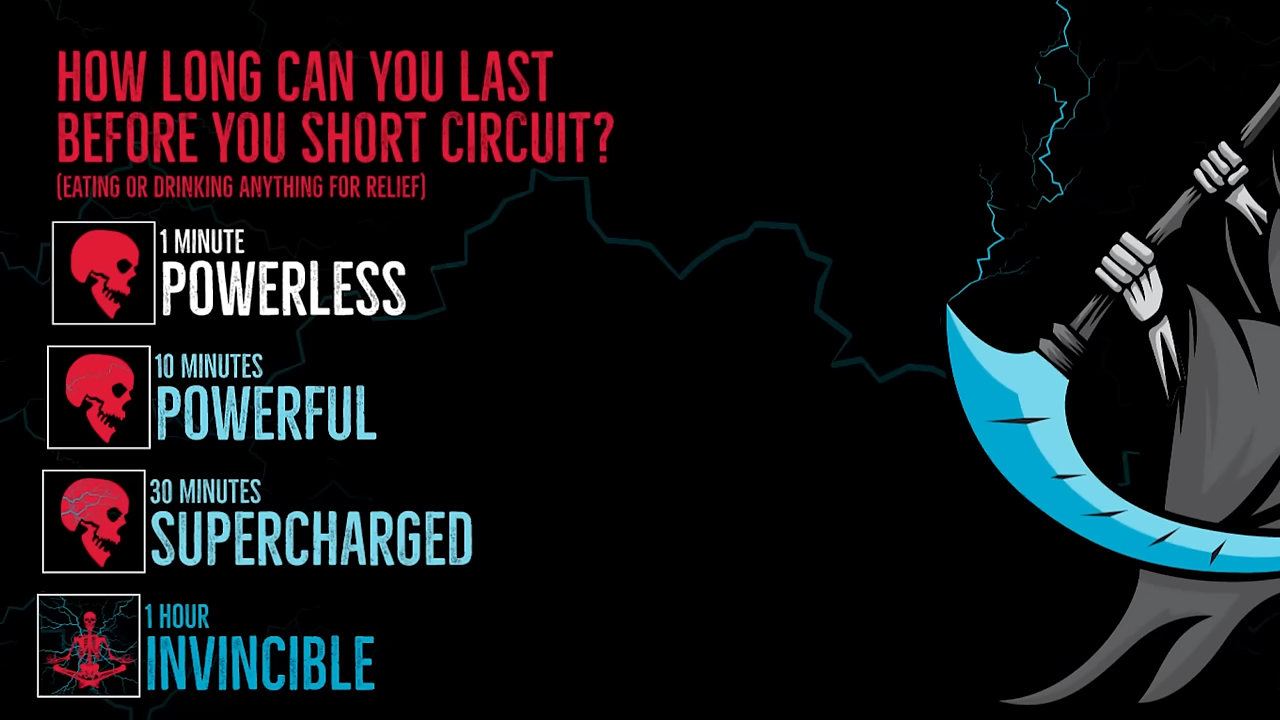 HOW LONG CAN YOU LAST
BEFORE YOU SHORT CIRCUIT?
(EATING OR DRINKING ANYTHING FOR RELIEF)
1 MINUTE
POWERLESS
10 MINUTES
POWERFUL
30 MINUTES
SUPERCHARGED
1 HOUR
INVINCIBLE